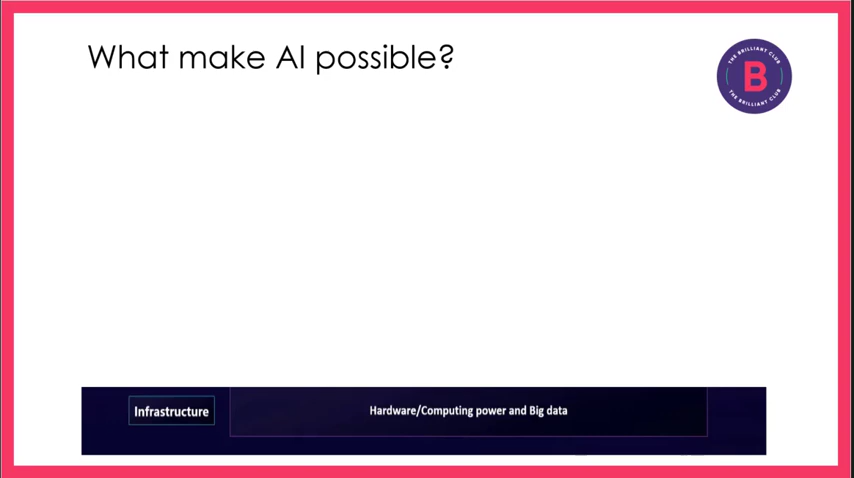 What make AI possible?
THE BRILLIANT CLUB
B
THE BRILLIANT CLUB
Infrastructure
Hardware/Computing power and Big data